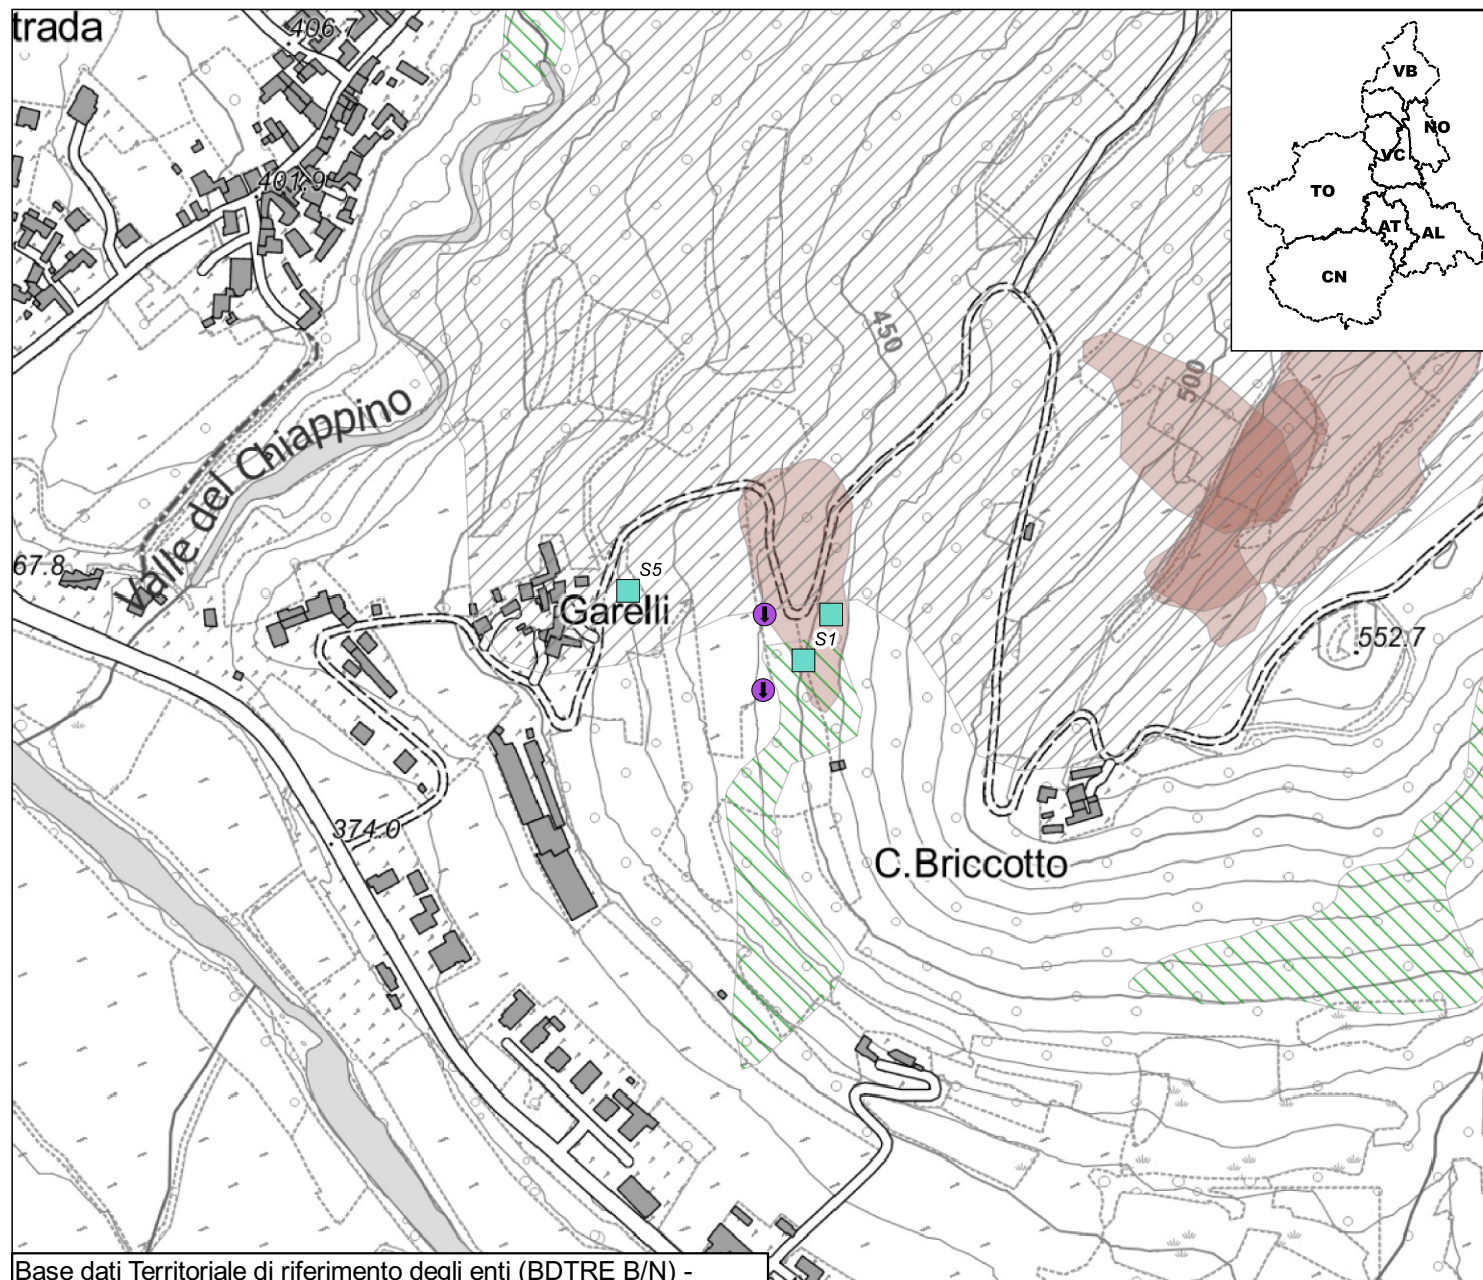 trada
406.7
VB
NO
VC
TO
AT
AL
CN
401.9
450
500
Valle del Chiappino
67.8
S5
Garelli
S1
552.7
374.0
C.Briccotto
Base dati Territoriale di riferimento degli enti (BDTRE B/N) -